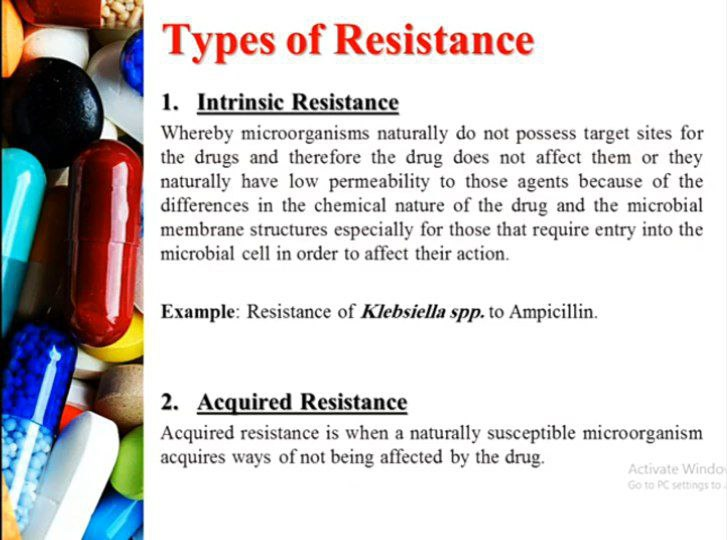 Types of Resistance
1. Intrinsic Resistance
Whereby microorganisms naturally do not possess target sites for
the drugs and therefore the drug does not affect them or they
naturally have low permeability to those agents because of the
differences in the chemical nature of the drug and the microbial
membrane structures especially for those that require entry into the
microbial cell in order to affect their action.
Example: Resistance of Klebsiella spp. to Ampicillin.
2. Acquired Resistance
Acquired resistance is when a naturally susceptible microorganism
acquires ways of not being affected by the drug.
Activate Windo
Go to PC settings to